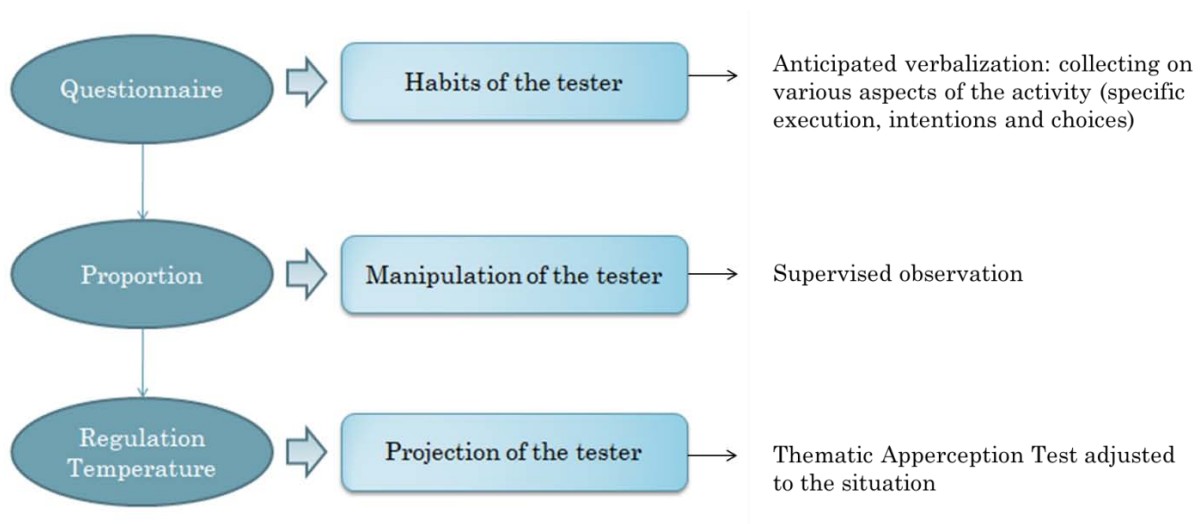 Questionnaire
Habits of the tester
Anticipated verbalization: collecting on
various aspects of the activity (specific
execution, intentions and choices)
Proportion
Manipulation of the tester
Supervised observation
Regulation
Temperature
Projection of the tester
Thematic Apperception Test adjusted
to the situation